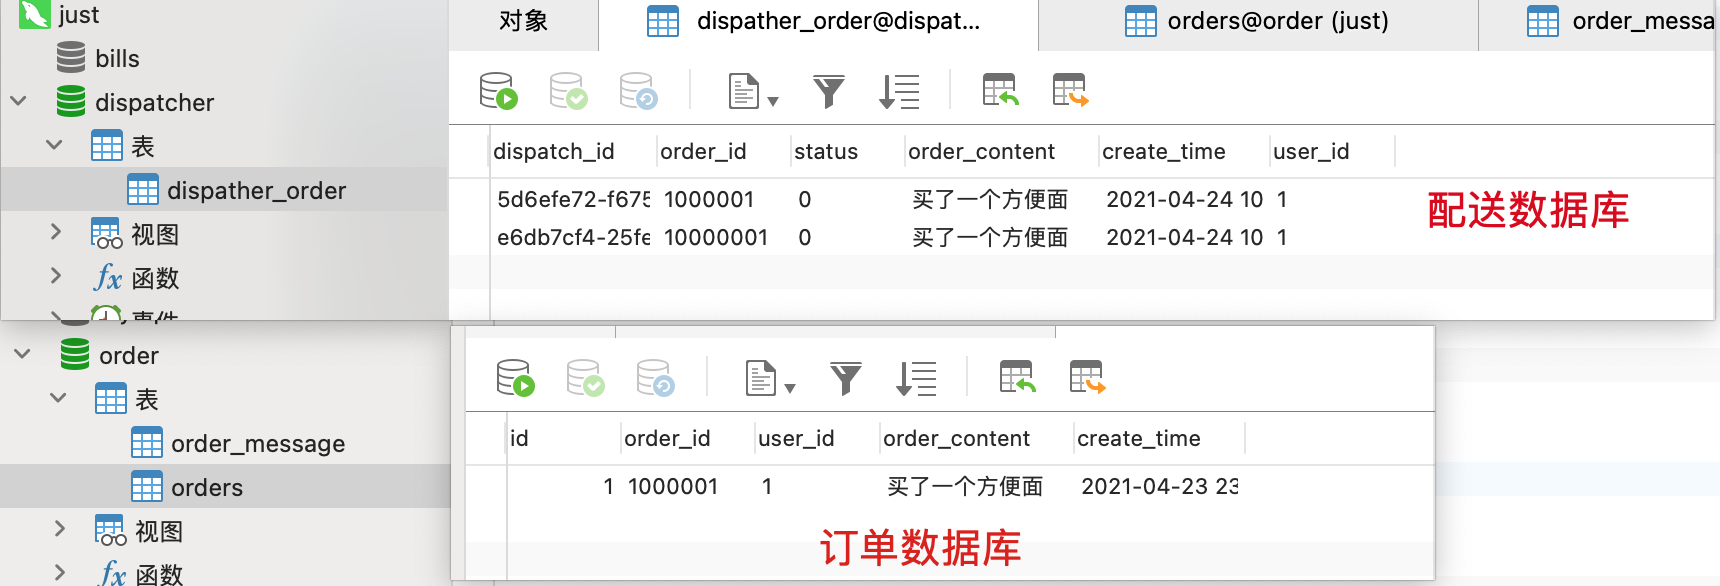 just
bills
dispatcher
表
dispather_order
视图
函数
事件
对象
dispather_order@dispat...
orders@order (just)
order_messa
dispatch_id order_id status order_content create_time user_id
5d6efe72-f675 1000001 0 买了一个方便面 2021-04-24 10 1
e6db7cf4-25fe 10000001 0 买了一个方便面 2021-04-24 10 1
配送数据库
order
表
order_message
orders
视图
函数
id order_id user_id order_content create_time
1 1000001 1 买了一个方便面 2021-04-23 23
订单数据库